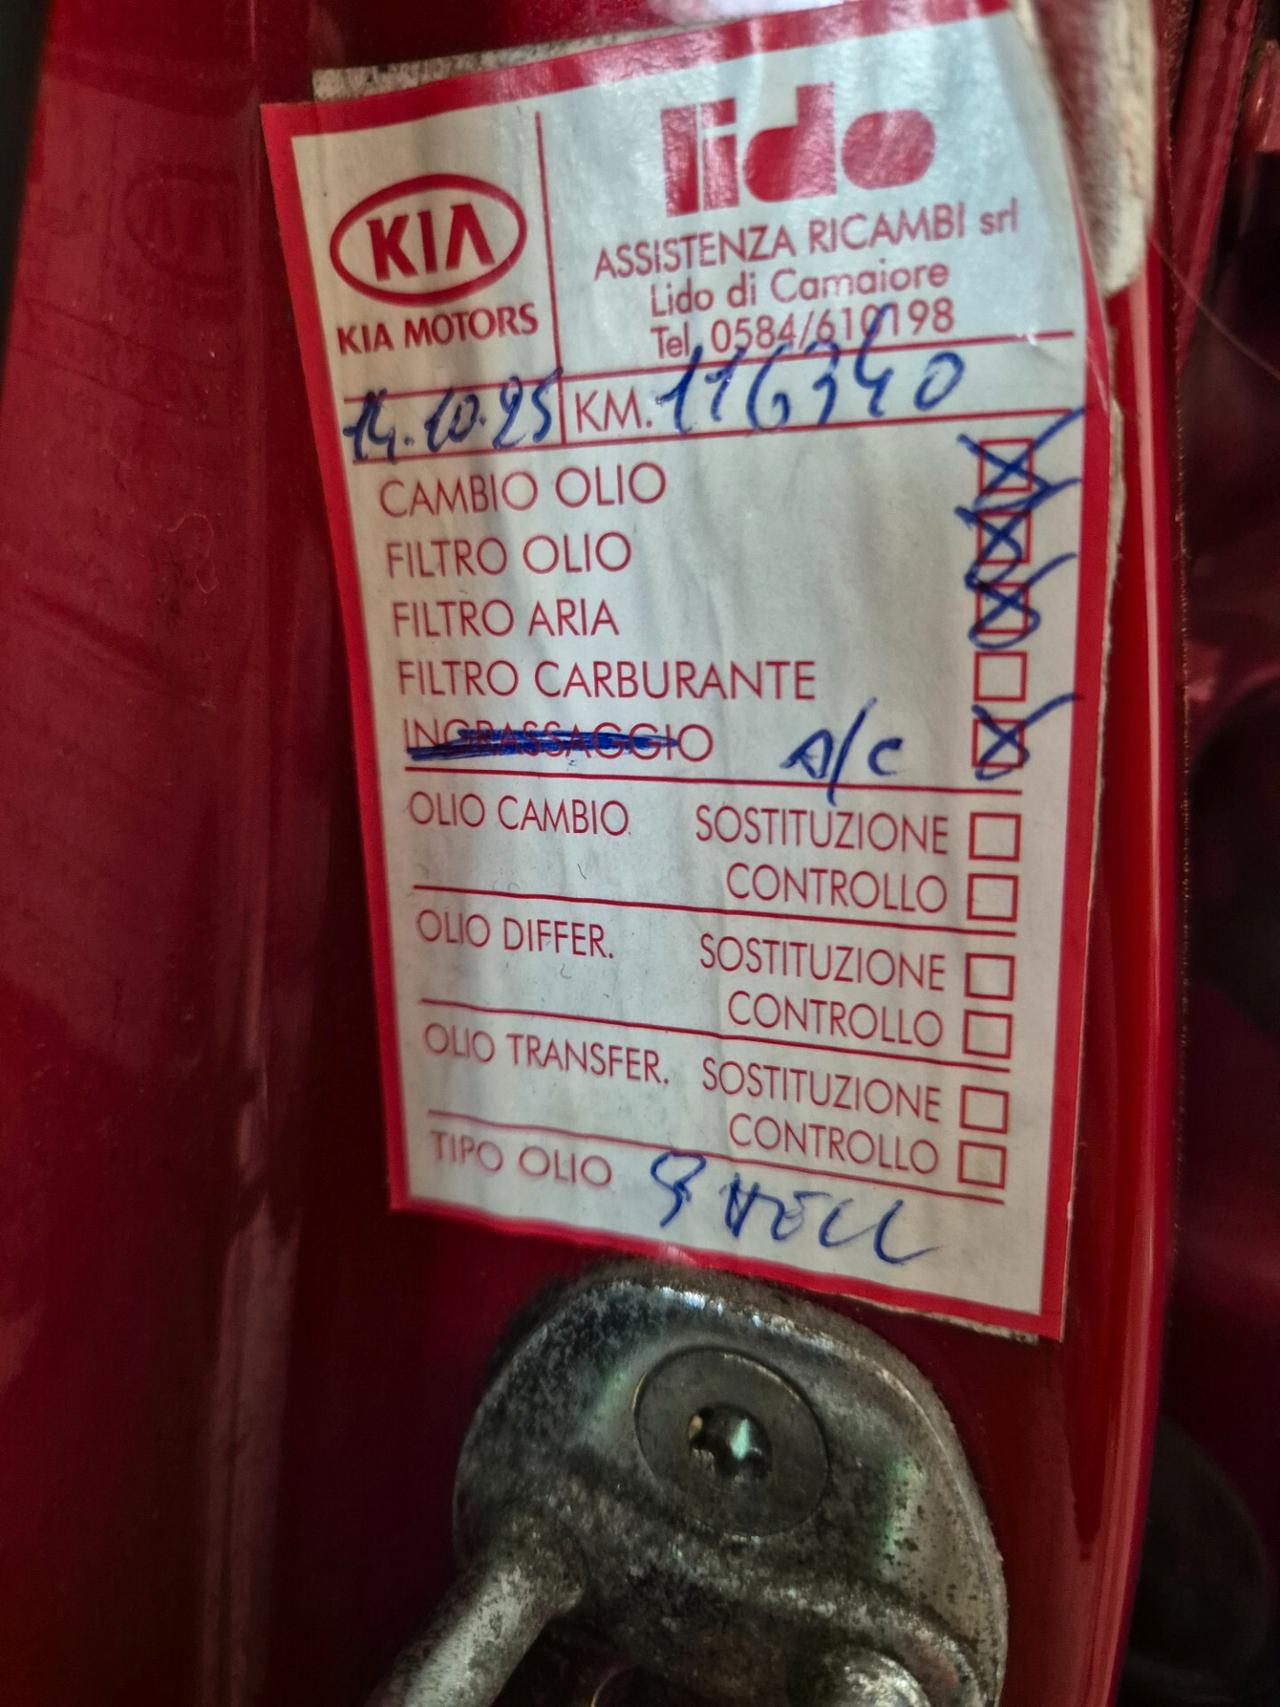 lido
KIA
KIA MOTORS
ASSISTENZA RICAMBI srl
Lido di Camaiore
Tel. 0584/610198
14.10.25 KM. 116340
CAMBIO OLIO
FILTRO OLIO
FILTRO ARIA
FILTRO CARBURANTE
INGRASSAGGIO A/C
OLIO CAMBIO SOSTITUZIONE
CONTROLLO
OLIO DIFFER. SOSTITUZIONE
CONTROLLO
OLIO TRANSFER. SOSTITUZIONE
CONTROLLO
TIPO OLIO SHELL